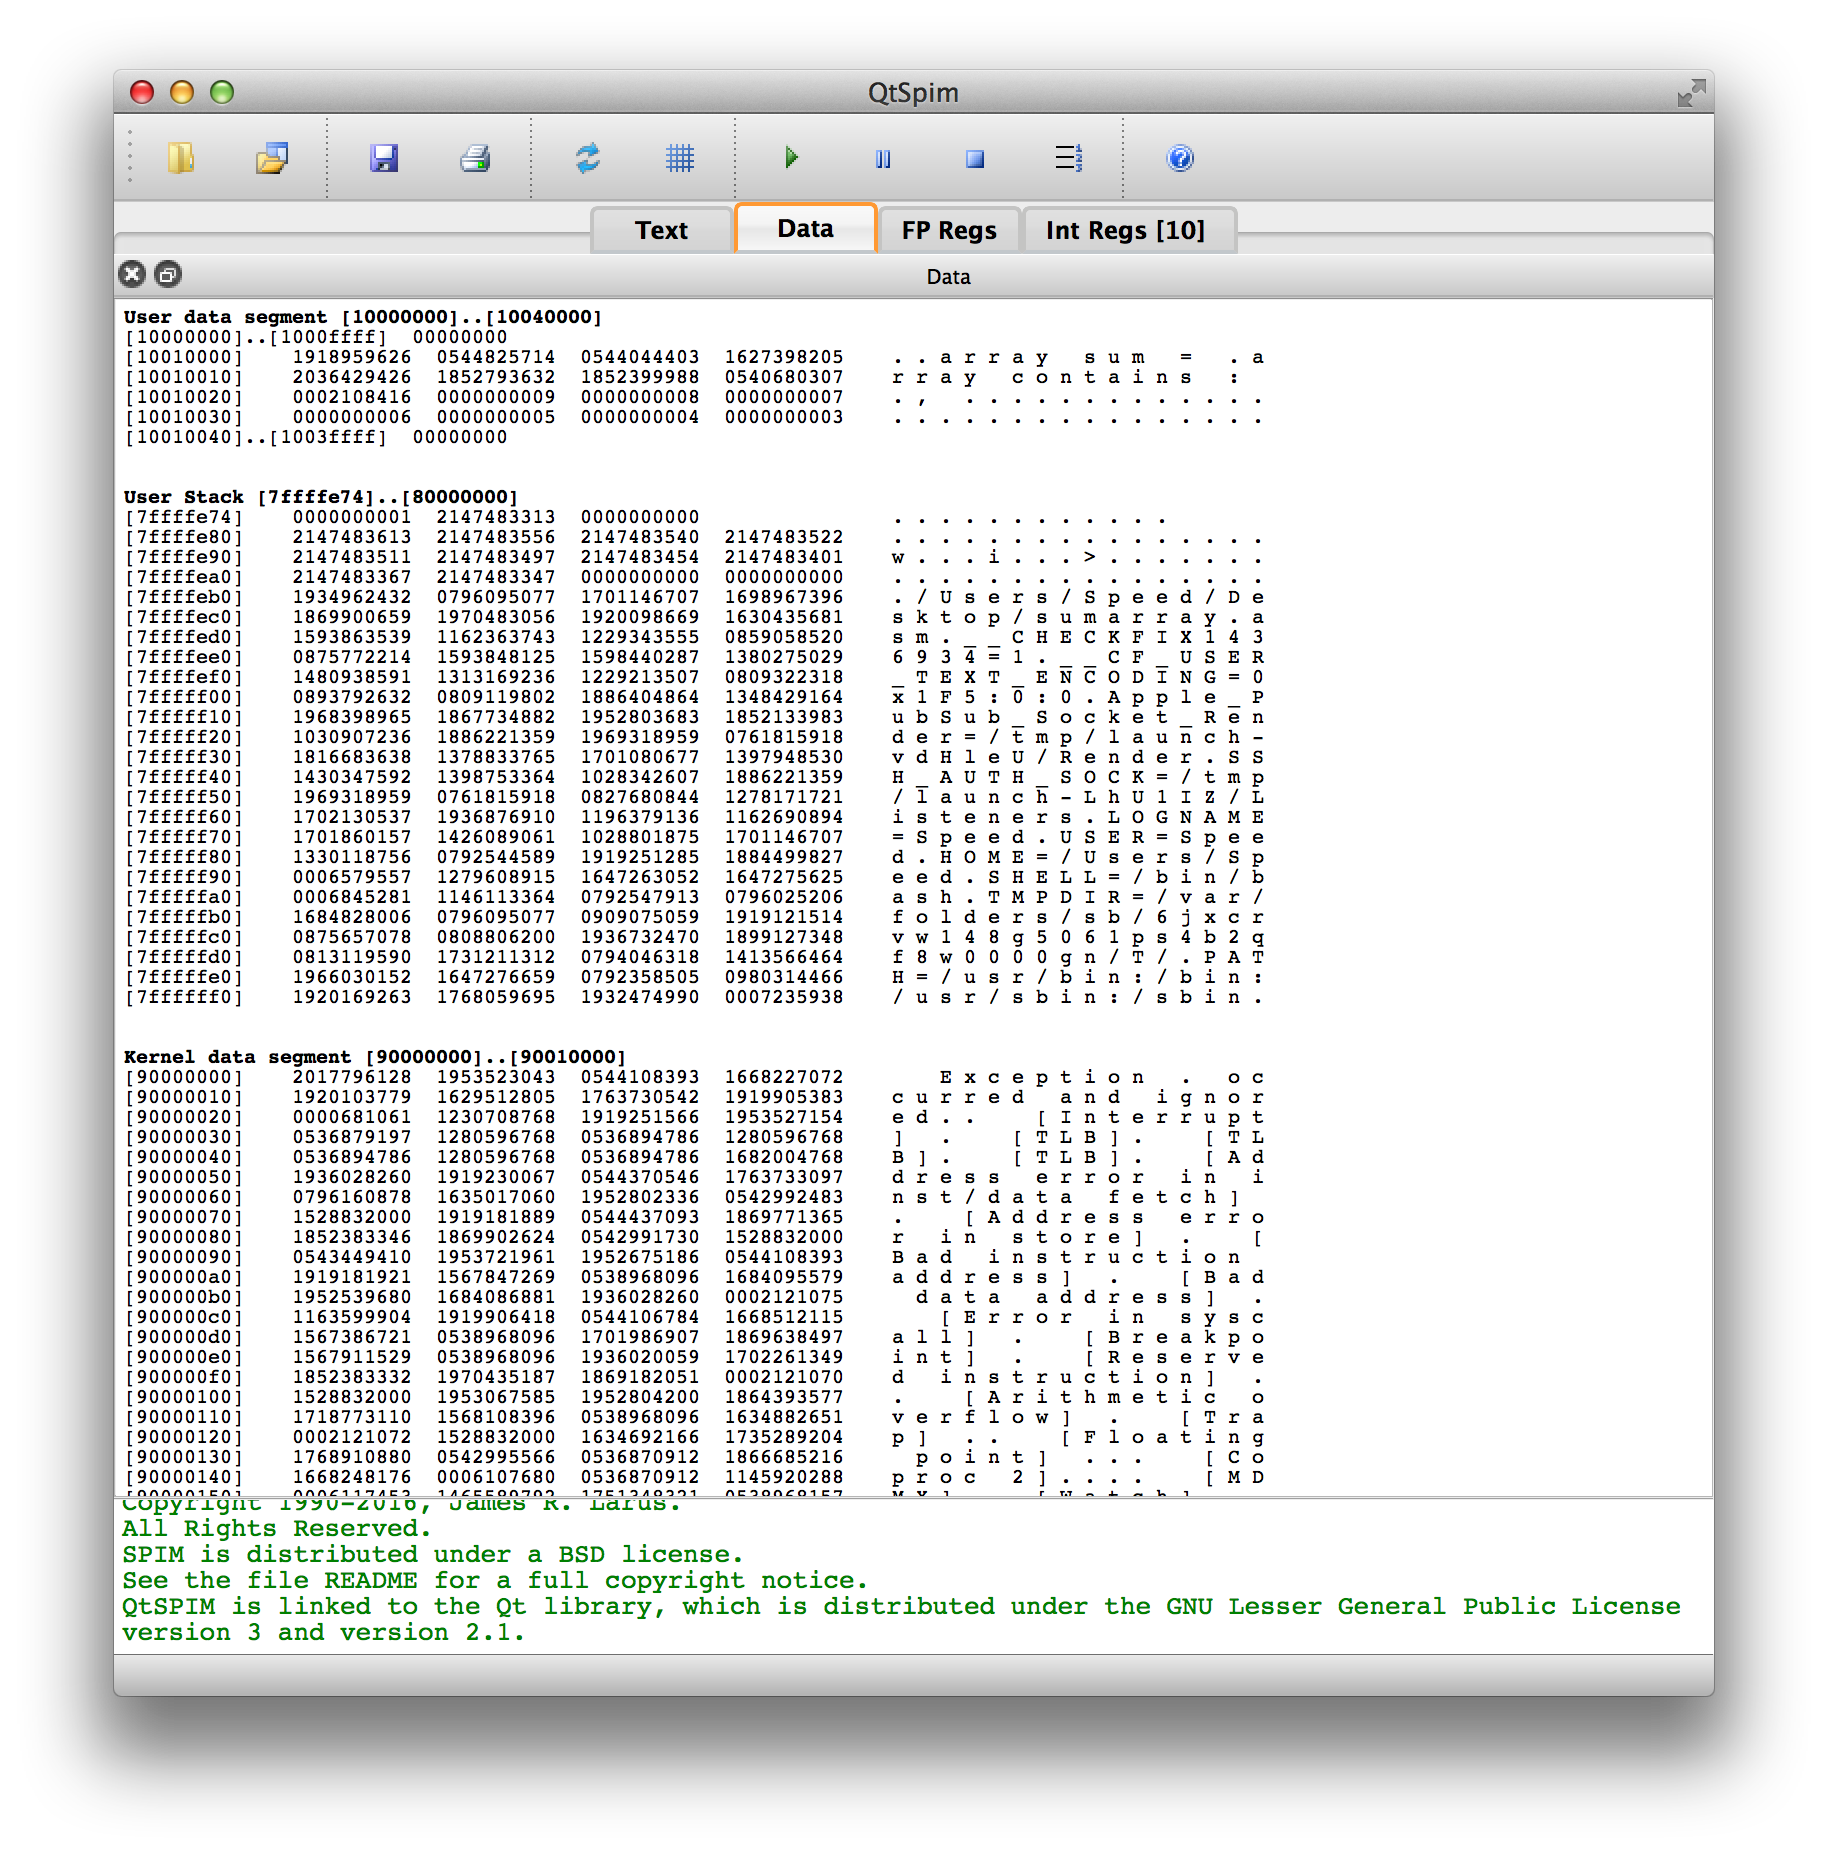 QtSpim
Text Data FP Regs Int Regs [10]
Data
User data segment [10000000]..[10040000]
[10000000]..[1000ffff] 00000000
[10010000] 1918959626 0544825714 0544044403 1627398205 . . a r r a y   s u m   =   . a
[10010010] 2036429426 1852793632 1852399988 0540680307 r r a y   c o n t a i n s   :
[10010020] 0002108416 0000000009 0000000008 0000000007 . ,   . . . . . . . . . . . . .
[10010030] 0000000006 0000000005 0000000004 0000000003 . . . . . . . . . . . . . . . .
[10010040]..[1003ffff] 00000000
User Stack [7ffffe74]..[80000000]
[7ffffe74] 0000000001 2147483313 0000000000 . . . . . . . . . . . .
[7ffffe80] 2147483613 2147483556 2147483540 2147483522 . . . . . . . . . . . . . . . .
[7ffffe90] 2147483511 2147483497 2147483454 2147483401 w . . . i . . . > . . . . . . .
[7ffffea0] 2147483367 2147483347 0000000000 0000000000 . . . . . . . . . . . . . . . .
[7ffffeb0] 1934962432 0796095077 1701146707 1698967396 . / U s e r s / S p e e d / D e
[7ffffec0] 1869900659 1970483056 1920098669 1630435681 s k t o p / s u m a r r a y . a
[7ffffed0] 1593863539 1162363743 1229343555 0859058520 s m . _ _ C H E C K F I X 1 4 3
[7ffffee0] 0875772214 1593848125 1598440287 1380275029 6 9 3 4 = 1 . _ _ C F _ U S E R
[7ffffef0] 1480938591 1313169236 1229213507 0809322318 _ T E X T _ E N C O D I N G = 0
[7fffff00] 0893792632 0809119802 1886404864 1348429164 x 1 F 5 : 0 : 0 . A p p l e _ P
[7fffff10] 1968398965 1867734882 1952803683 1852133983 u b S u b _ S o c k e t _ R e n
[7fffff20] 1030907236 1886221359 1969318959 0761815918 d e r = / t m p / l a u n c h -
[7fffff30] 1816683638 1378833765 1701080677 1397948530 v d H l e U / R e n d e r . S S
[7fffff40] 1430347592 1398753364 1028342607 1886221359 H _ A U T H _ S O C K = / t m p
[7fffff50] 1969318959 0761815918 0827680844 1278171721 / l a u n c h - L h U 1 I Z / L
[7fffff60] 1702130537 1936876910 1196379136 1162690894 i s t e n e r s . L O G N A M E
[7fffff70] 1701860157 1426089061 1028801875 1701146707 = S p e e d . U S E R = S p e e
[7fffff80] 1330118756 0792544589 1919251285 1884499827 d . H O M E = / U s e r s / S p
[7fffff90] 0006579557 1279608915 1647263052 1647275625 e e d . S H E L L = / b i n / b
[7fffffa0] 0006845281 1146113364 0792547913 0796025206 a s h . T M P D I R = / v a r /
[7fffffb0] 1684828006 0796095077 0909075059 1919121514 f o l d e r s / s b / 6 j x c r
[7fffffc0] 0875657078 0808806200 1936732470 1899127348 v w 1 4 8 g 5 0 6 1 p s 4 b 2 q
[7fffffd0] 0813119590 1731211312 0794046318 1413566464 f 8 w 0 0 0 0 g n / T / . P A T
[7fffffe0] 1966030152 1647276659 0792358505 0980314466 H = / u s r / b i n : / b i n :
[7ffffff0] 1920169263 1768059695 1932474990 0007235938 / u s r / s b i n : / s b i n .
Kernel data segment [90000000]..[90010000]
[90000000] 2017796128 1953523043 0544108393 1668227072 E x c e p t i o n   .   o c
[90000010] 1920103779 1629512805 1763730542 1919905383 c u r r e d   a n d   i g n o r
[90000020] 0000681061 1230708768 1919251566 1953527154 e d . .     [ I n t e r r u p t
[90000030] 0536879197 1280596768 0536894786 1280596768 ]   .     [ T L B ] .     [ T L
[90000040] 0536894786 1280596768 0536894786 1682004768 B ] .     [ T L B ] .     [ A d
[90000050] 1936028260 1919230067 0544370546 1763733097 d r e s s   e r r o r   i n   i
[90000060] 0796160878 1635017060 1952802336 0542992483 n s t / d a t a   f e t c h ]
[90000070] 1528832000 1919181889 0544437093 1869771365 .     [ A d d r e s s   e r r o
[90000080] 1852383346 1869902624 0542991730 1528832000 r   i n   s t o r e ]   .     [
[90000090] 0543449410 1953721961 1952675186 0544108393 B a d   i n s t r u c t i o n
[900000a0] 1919181921 1567847269 0538968096 1684095579 a d d r e s s ]   .     [ B a d
[900000b0] 1952539680 1684086881 1936028260 0002121075 d a t a   a d d r e s s ]   .
[900000c0] 1163599904 1919906418 0544106784 1668512115 [ E r r o r   i n   s y s c
[900000d0] 1567386721 0538968096 1701986907 1869638497 a l l ]   .     [ B r e a k p o
[900000e0] 1567911529 0538968096 1936020059 1702261349 i n t ]   .     [ R e s e r v e
[900000f0] 1852383332 1970435187 1869182051 0002121070 d   i n s t r u c t i o n ]   .
[90000100] 1528832000 1953067585 1952804200 1864393577 .     [ A r i t h m e t i c   o
[90000110] 1718773110 1568108396 0538968096 1634882651 v e r f l o w ]   .     [ T r a
[90000120] 0002121072 1528832000 1634692166 1735289204 p ]   . .     [ F l o a t i n g
[90000130] 1768910880 0542995566 0536870912 1866685216 p o i n t ]   . . .     [ C o
[90000140] 1668248176 0006107680 0536870912 1145920288 p r o c   2 ] . . . .     [ M D
[90000150] 0006117453 1465589792 1751348321 0538968157 M X ]     [ W a t c h ]
Copyright 1990-2016, James R. Larus.
All Rights Reserved.
SPIM is distributed under a BSD license.
See the file README for a full copyright notice.
QtSPIM is linked to the Qt library, which is distributed under the GNU Lesser General Public License
version 3 and version 2.1.